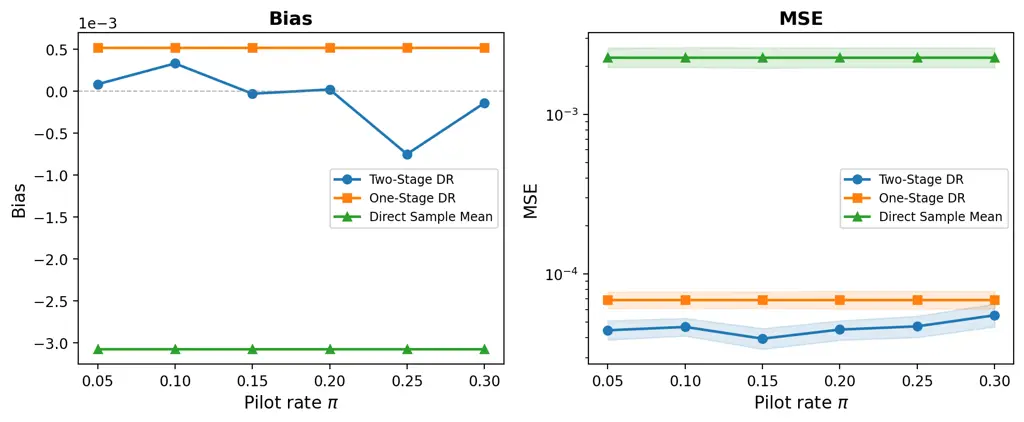 Bias
1e−3
0.5
0.0
−0.5
−1.0
−1.5
−2.0
−2.5
−3.0
Bias
Two-Stage DR
One-Stage DR
Direct Sample Mean
0.05 0.10 0.15 0.20 0.25 0.30
Pilot rate π
MSE
10⁻³
10⁻⁴
MSE
Two-Stage DR
One-Stage DR
Direct Sample Mean
0.05 0.10 0.15 0.20 0.25 0.30
Pilot rate π